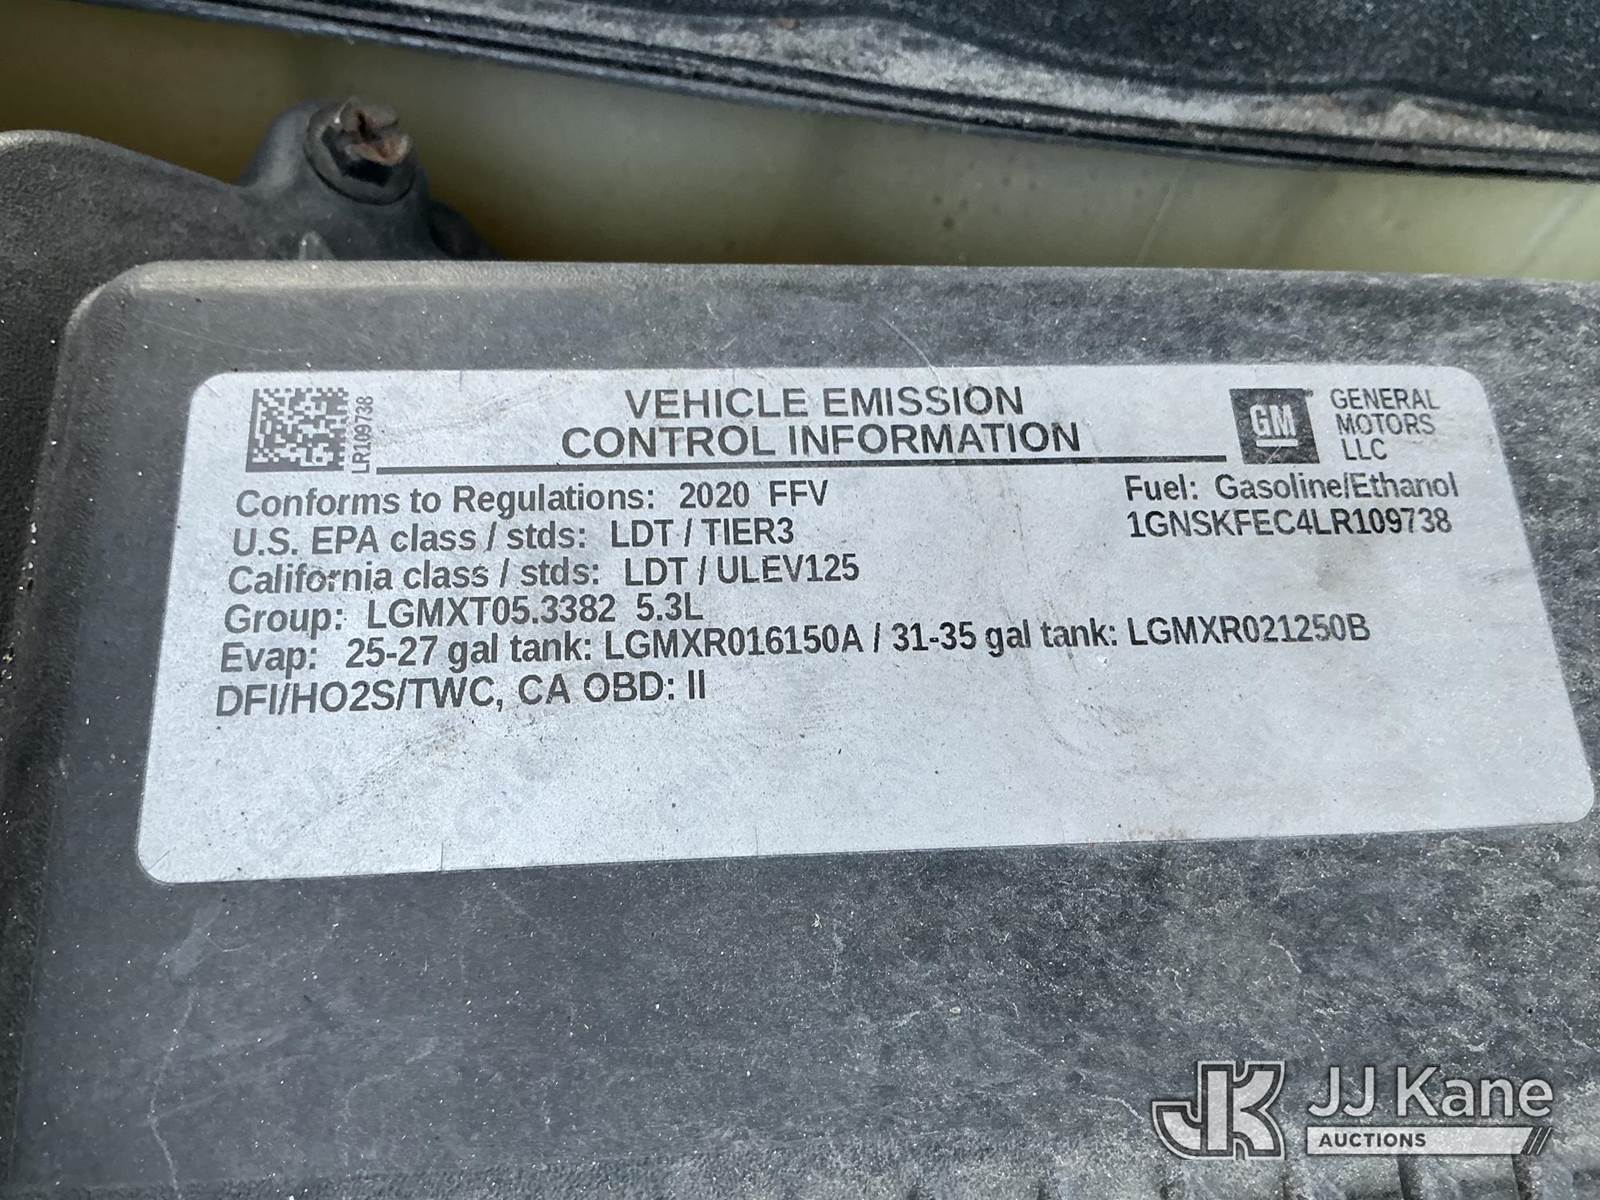 LR109738
LG
VEHICLE EMISSION
CONTROL INFORMATION
GM
GENERAL
MOTORS
LLC
Conforms to Regulations: 2020 FFV
Fuel: Gasoline/Ethanol
U.S. EPA class / stds: LDT / TIER3
1GNSKFEC4LR109738
California class / stds: LDT / ULEV125
Group: LGMXT05.3382 5.3L
Evap: 25-27 gal tank: LGMXR016150A / 31-35 gal tank: LGMXR021250B
DFI/HO2S/TWC, CA OBD: II
JK
JJ Kane
AUCTIONS